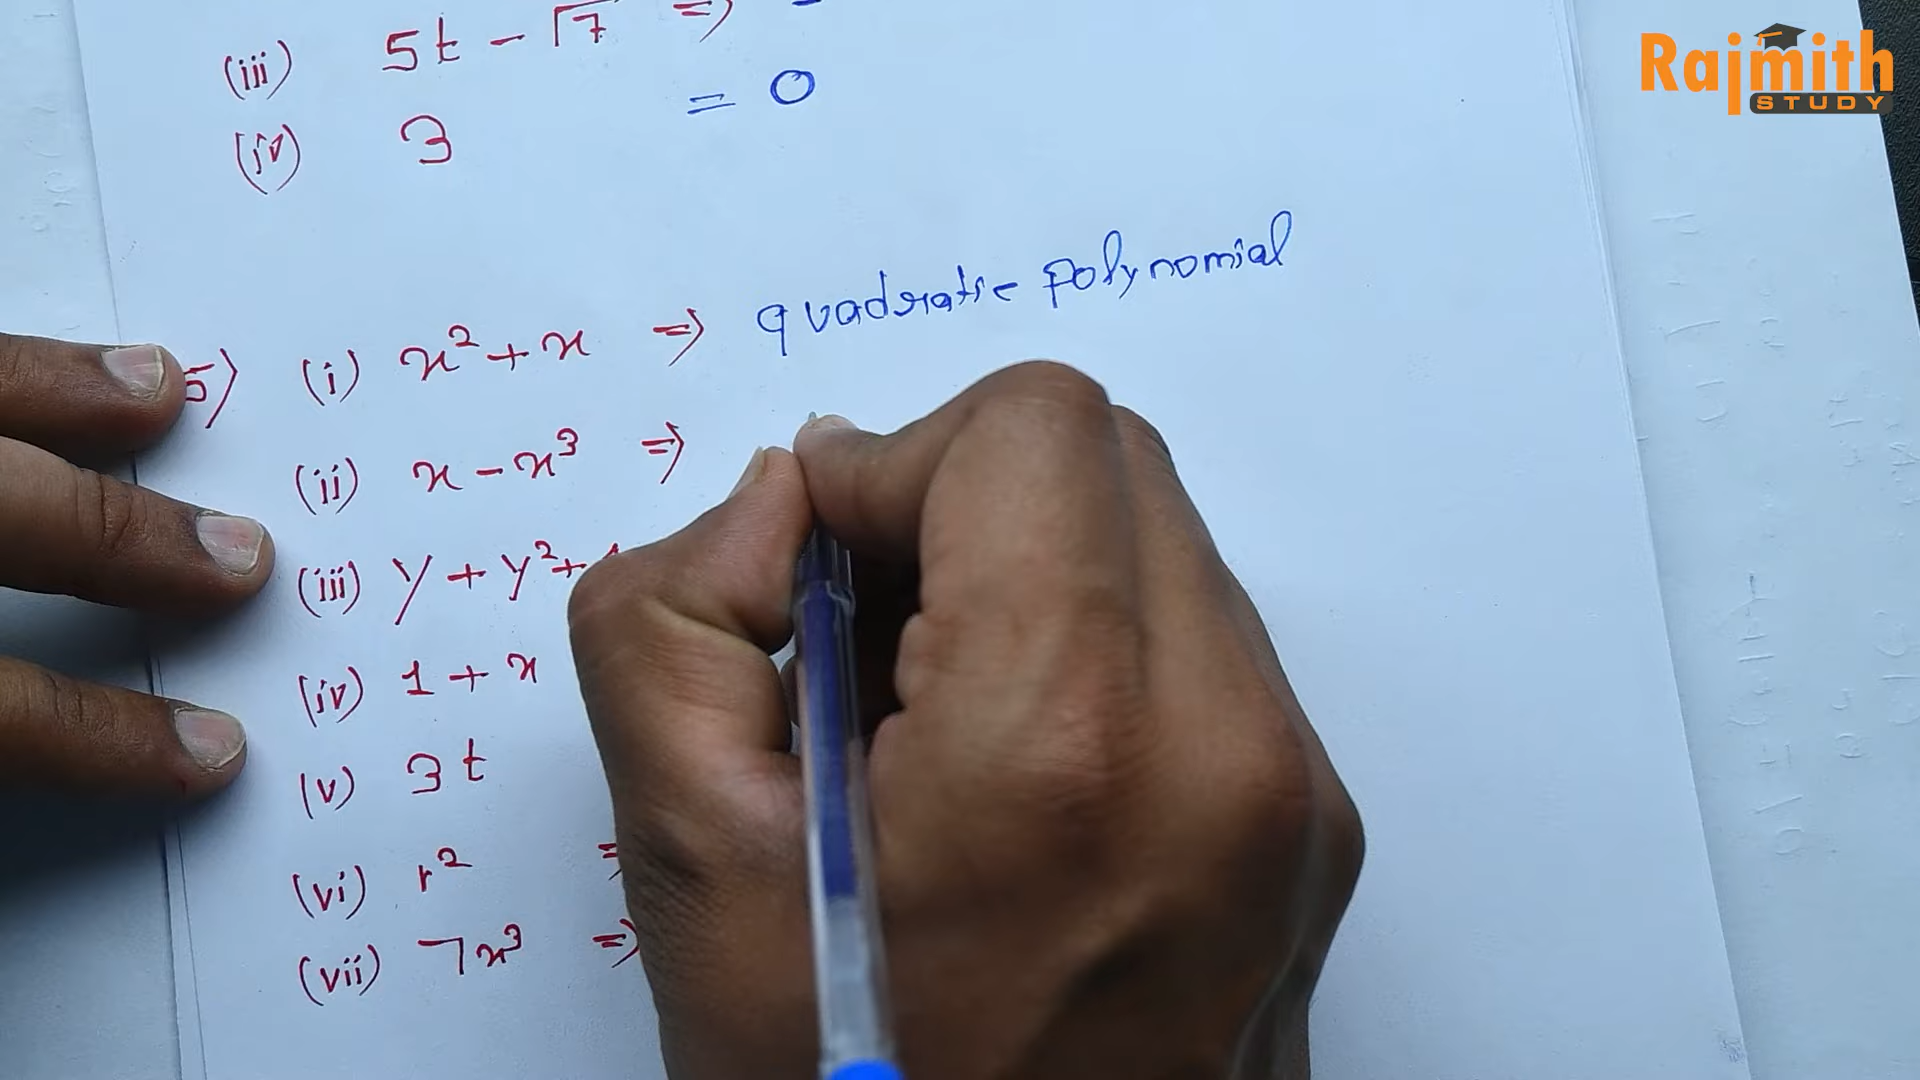 Rajmith
STUDY
(iii) 5t - √7 ⇒
= 0
(iv) 3
5) (i) x² + x ⇒ quadratic polynomial
(ii) x - x³ ⇒
(iii) y + y² +
(iv) 1 + x
(v) 3t
(vi) r²
(vii) 7x³ ⇒